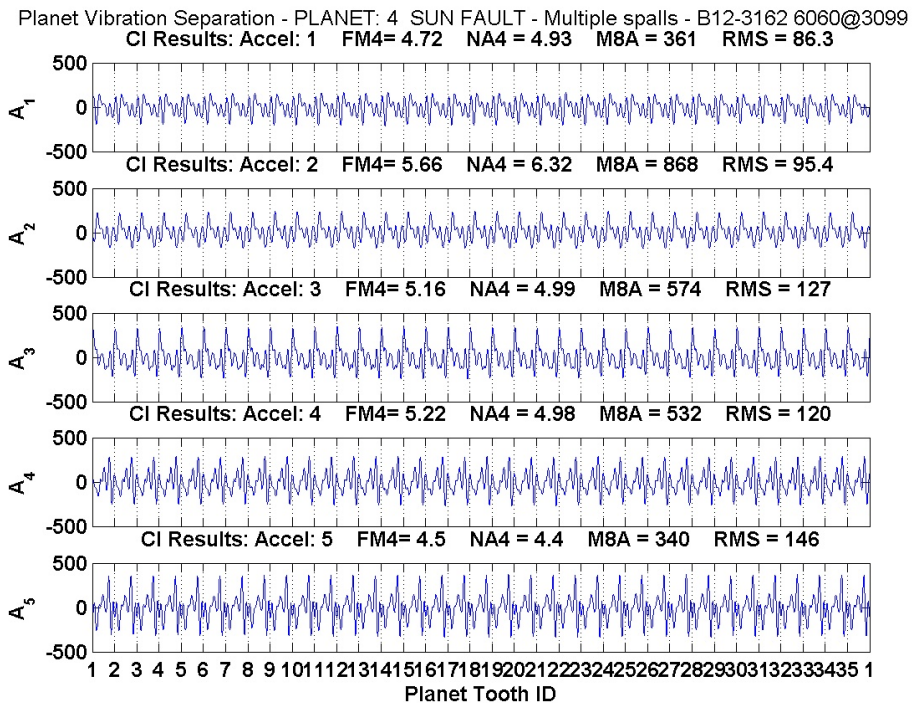 Planet Vibration Separation - PLANET: 4 SUN FAULT - Multiple spalls - B12-3162 6060@3099
CI Results: Accel: 1 FM4= 4.72 NA4 = 4.93 M8A = 361 RMS = 86.3
500
0
-500
A1
CI Results: Accel: 2 FM4= 5.66 NA4 = 6.32 M8A = 868 RMS = 95.4
500
0
-500
A2
CI Results: Accel: 3 FM4= 5.16 NA4 = 4.99 M8A = 574 RMS = 127
500
0
-500
A3
CI Results: Accel: 4 FM4= 5.22 NA4 = 4.98 M8A = 532 RMS = 120
500
0
-500
A4
CI Results: Accel: 5 FM4= 4.5 NA4 = 4.4 M8A = 340 RMS = 146
500
0
-500
A5
1 2 3 4 5 6 7 8 9 10 11 12 13 14 15 16 17 18 19 20 21 22 23 24 25 26 27 28 29 30 31 32 33 34 35 1
Planet Tooth ID